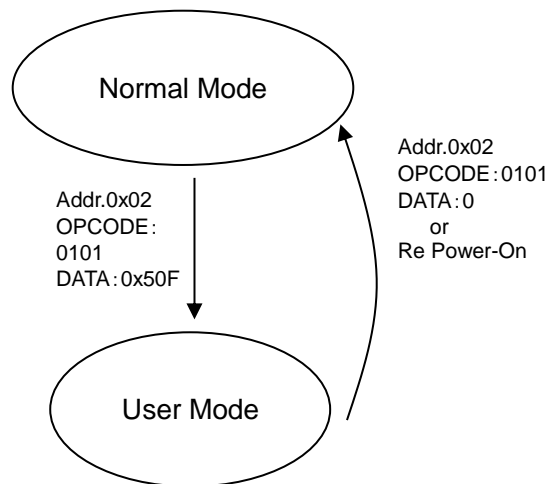 Normal Mode
Addr.0x02
OPCODE：
0101
DATA：0x50F
Addr.0x02
OPCODE：0101
DATA：0
or
Re Power-On
User Mode